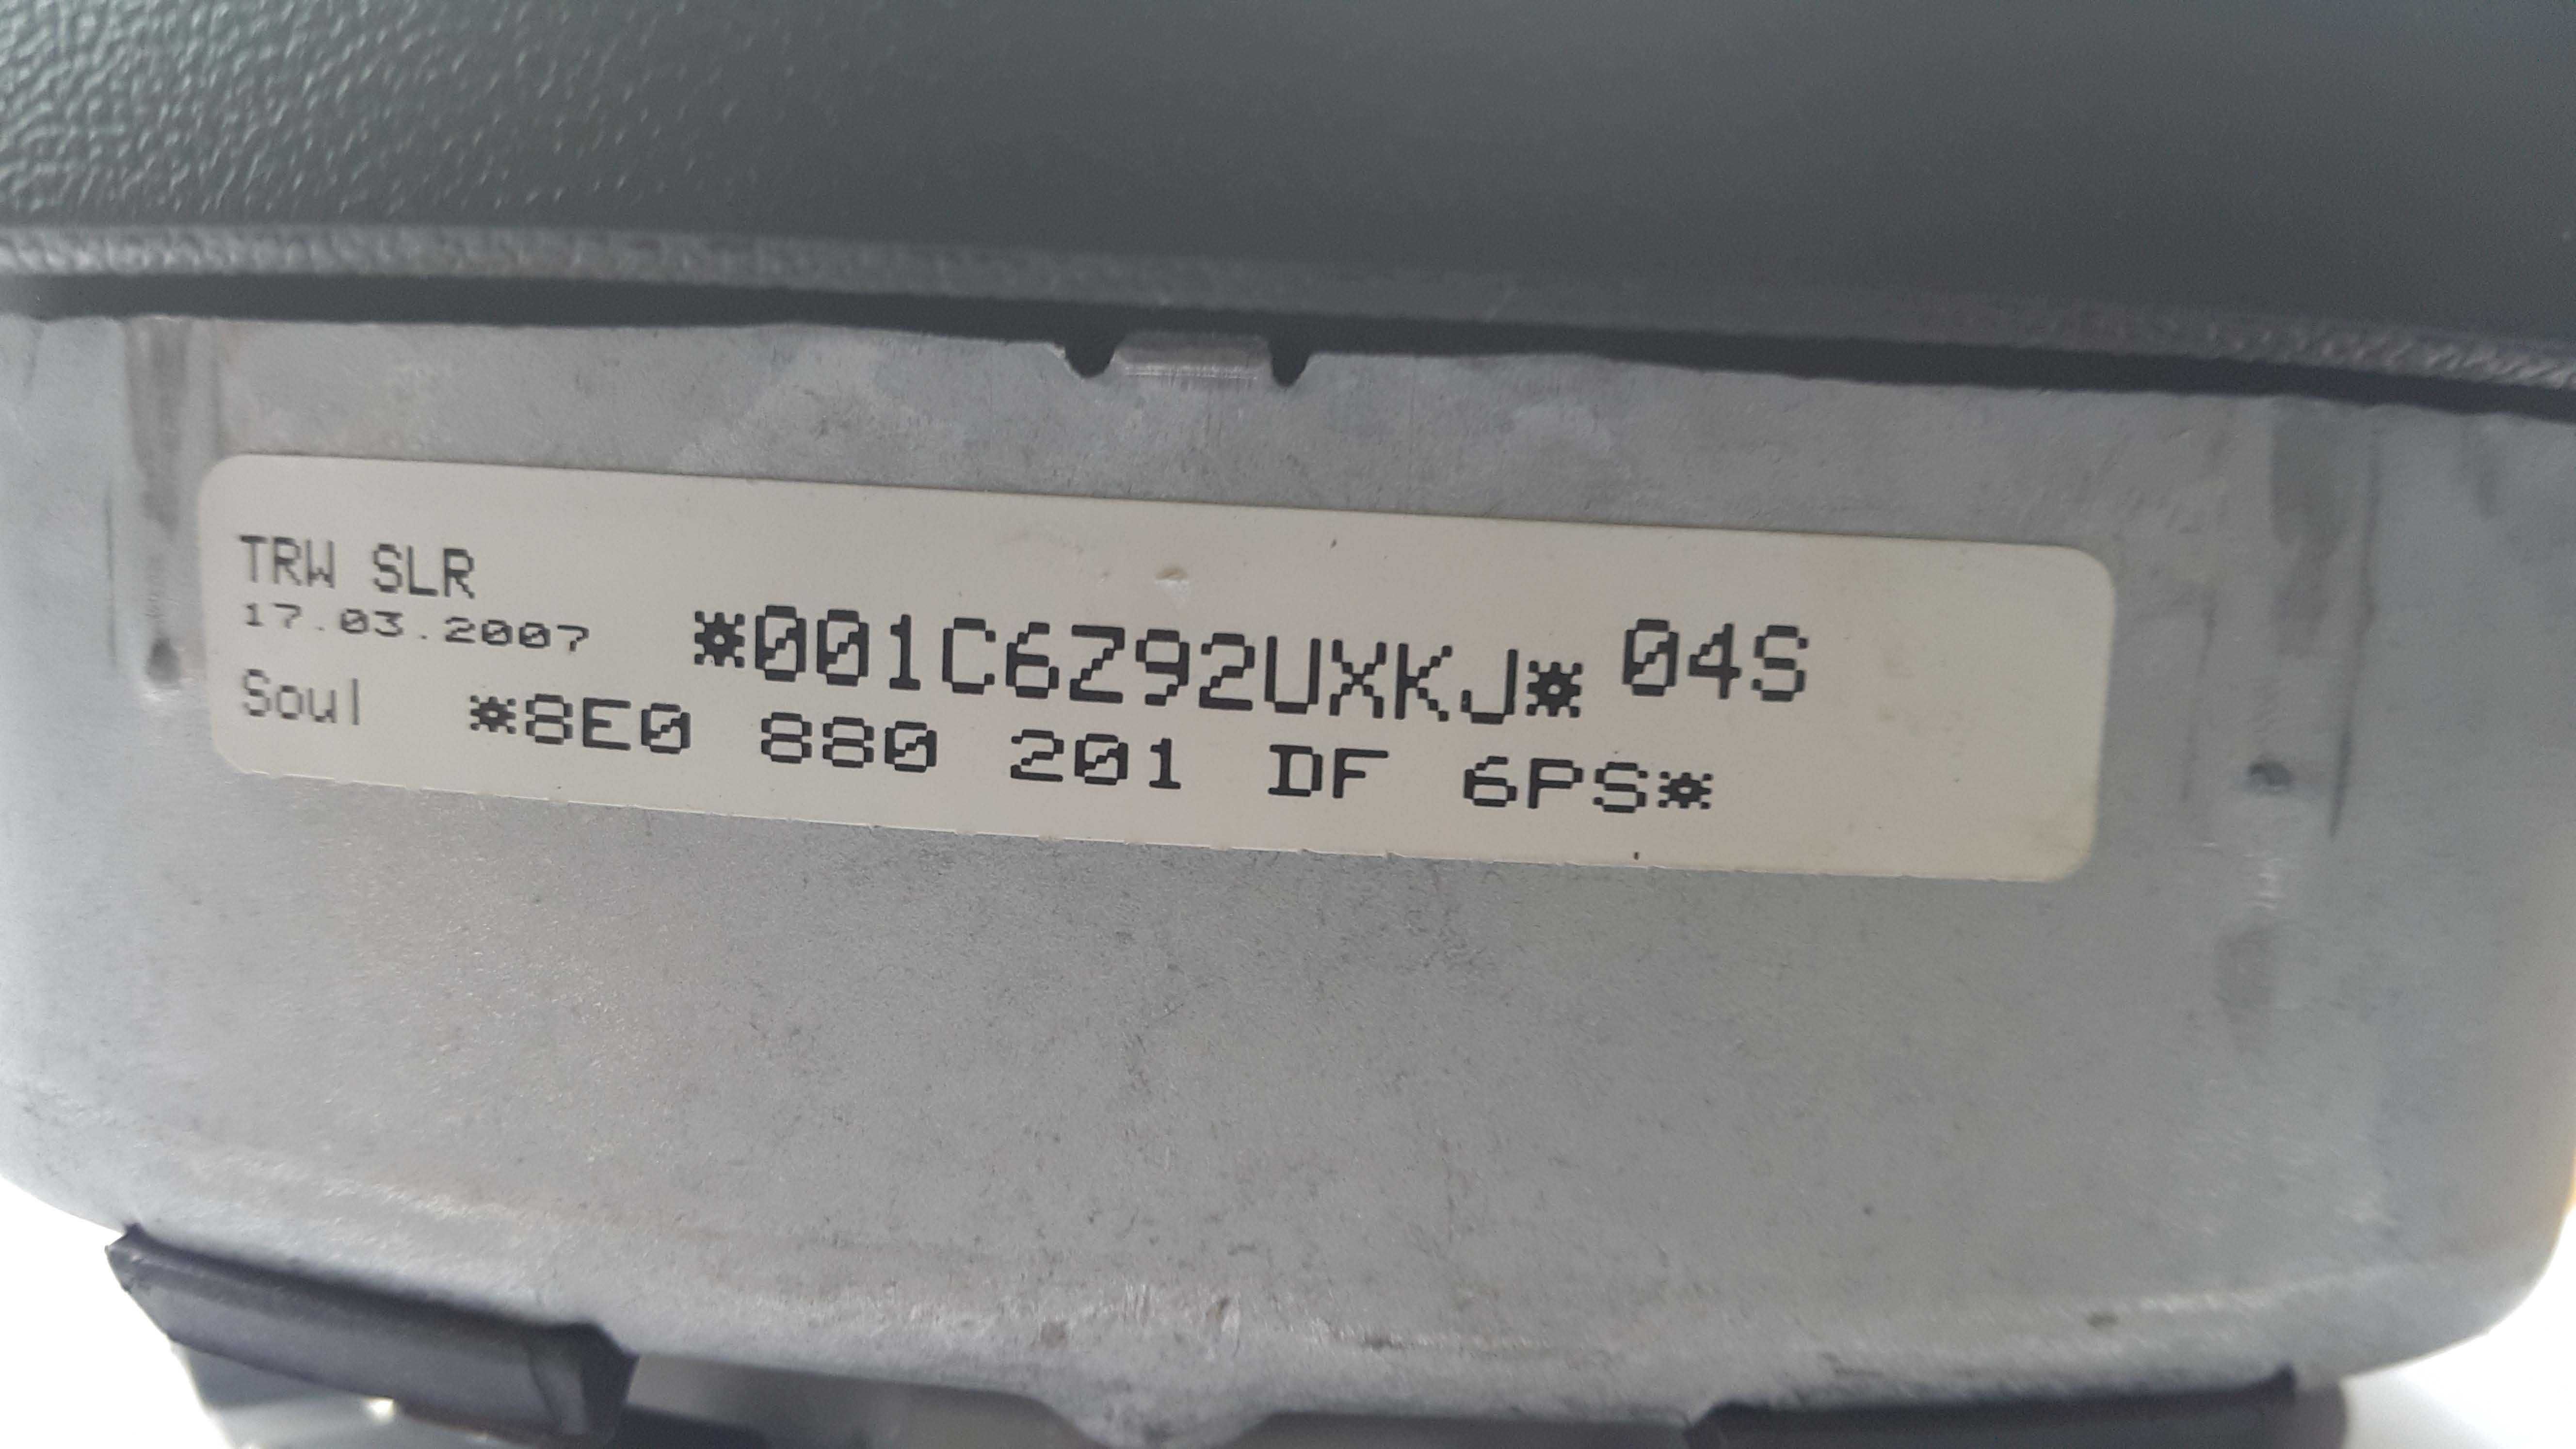 TRW SLR
17.03.2007
*001C6Z92UXKJ* 04S
Soul *8E0 880 201 DF 6PS*